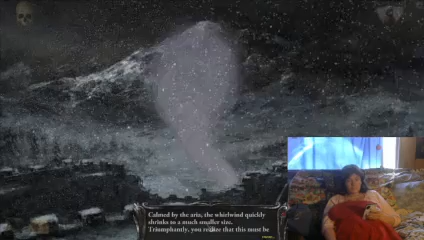 Calmed by the aria, the whirlwind quickly
shrinks to a much smaller size.
Triumphantly, you realize that this must be